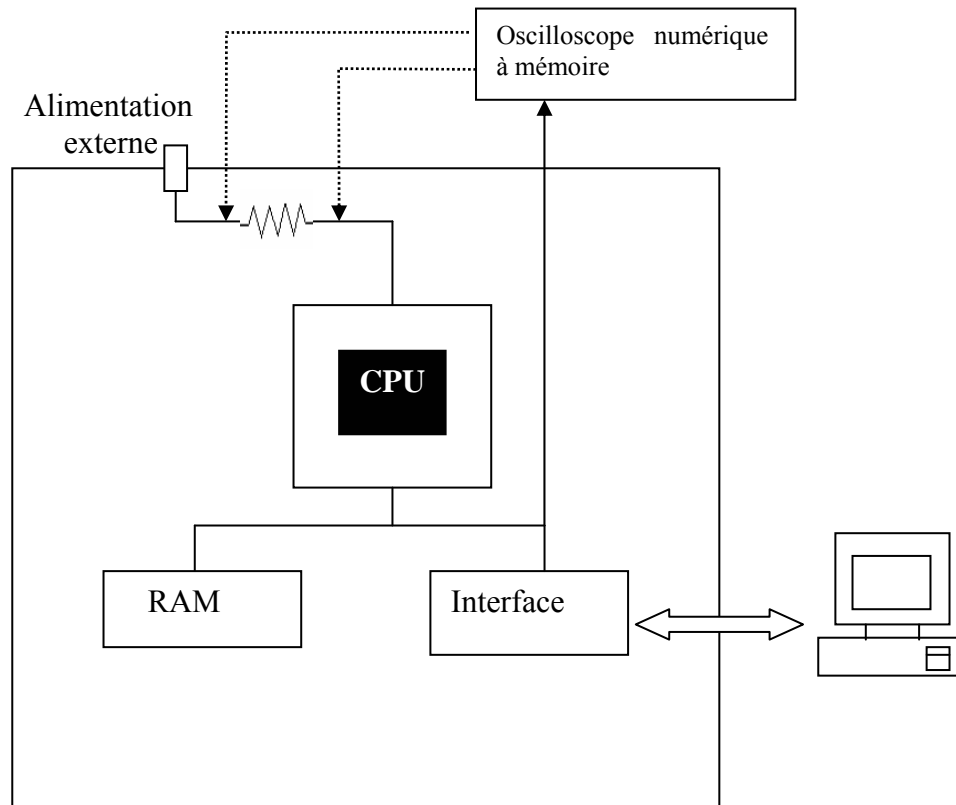 Oscilloscope numérique
à mémoire
Alimentation
externe
CPU
RAM
Interface